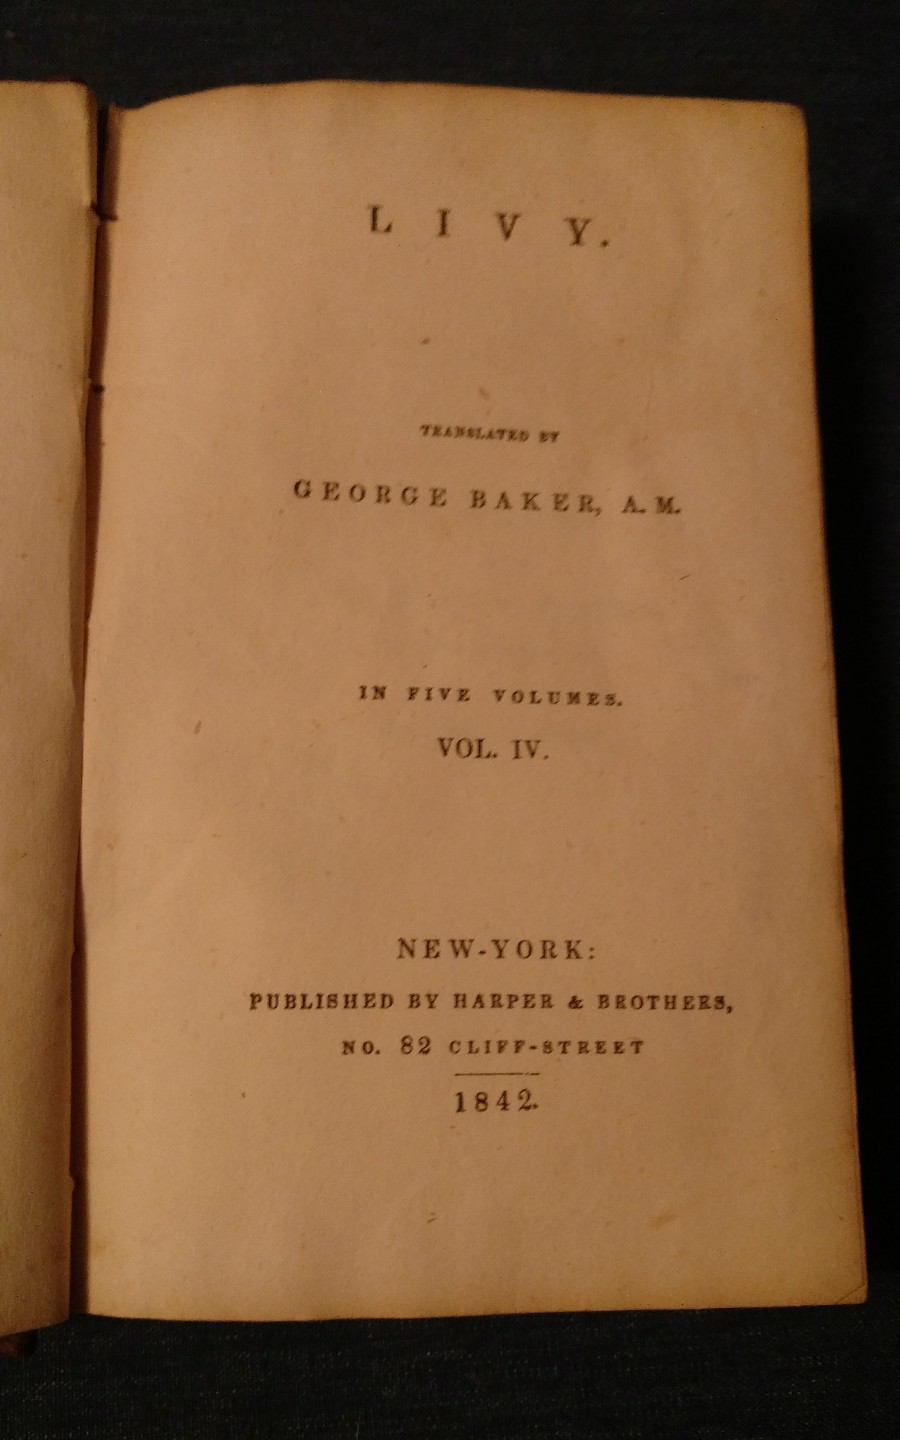 LIVY.
TRANSLATED BY
GEORGE BAKER, A. M.
IN FIVE VOLUMES.
VOL. IV.
NEW-YORK:
PUBLISHED BY HARPER & BROTHERS,
NO. 82 CLIFF-STREET
1842.